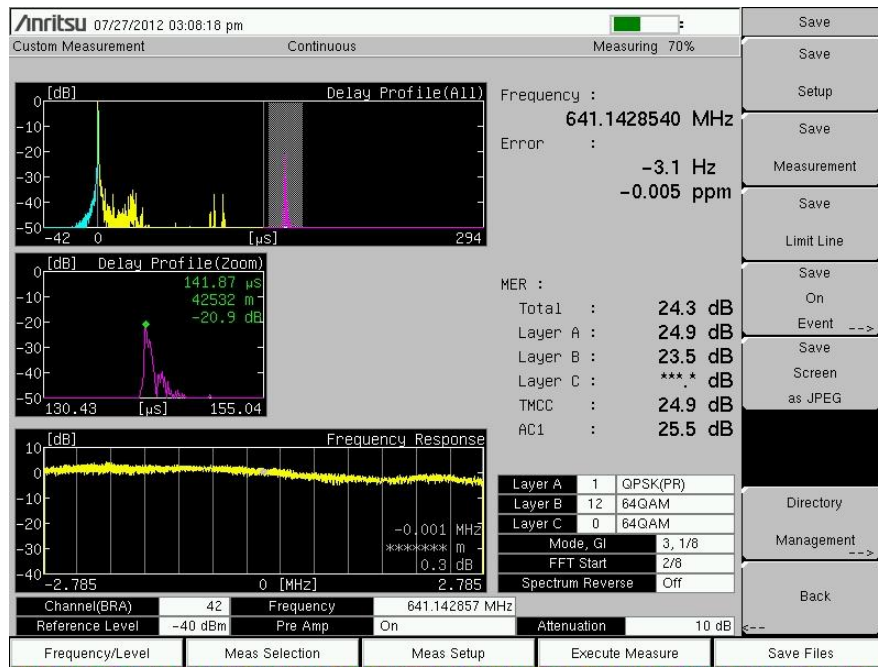 Anritsu 07/27/2012 03:08:18 pm
Custom Measurement Continuous Measuring 70%
[dB] Delay Profile(All)
0
-10
-20
-30
-40
-50
-42 0 [µS] 294
Frequency :
641.1428540 MHz
Error :
-3.1 Hz
-0.005 ppm
[dB] Delay Profile(Zoom)
0
-10
-20
-30
-40
-50
141.87 µS
42532 m
-20.9 dB
130.43 [µS] 155.04
MER :
Total : 24.3 dB
Layer A : 24.9 dB
Layer B : 23.5 dB
Layer C : ***.* dB
TMCC : 24.9 dB
AC1 : 25.5 dB
[dB] Frequency Response
10
0
-10
-20
-30
-40
-0.001 MHz
******** m
0.3 dB
-2.785 0 [MHz] 2.785
Layer A 1 QPSK(PR)
Layer B 12 64QAM
Layer C 0 64QAM
Mode, GI 3, 1/8
FFT Start 2/8
Spectrum Reverse Off
Channel(BRA) 42 Frequency 641.142857 MHz
Reference Level -40 dBm Pre Amp On Attenuation 10 dB
Save
Save
Setup
Save
Measurement
Save
Limit Line
Save
On
Event -->
Save
Screen
as JPEG
Directory
Management
-->
Back
<--
Frequency/Level Meas Selection Meas Setup Execute Measure Save Files